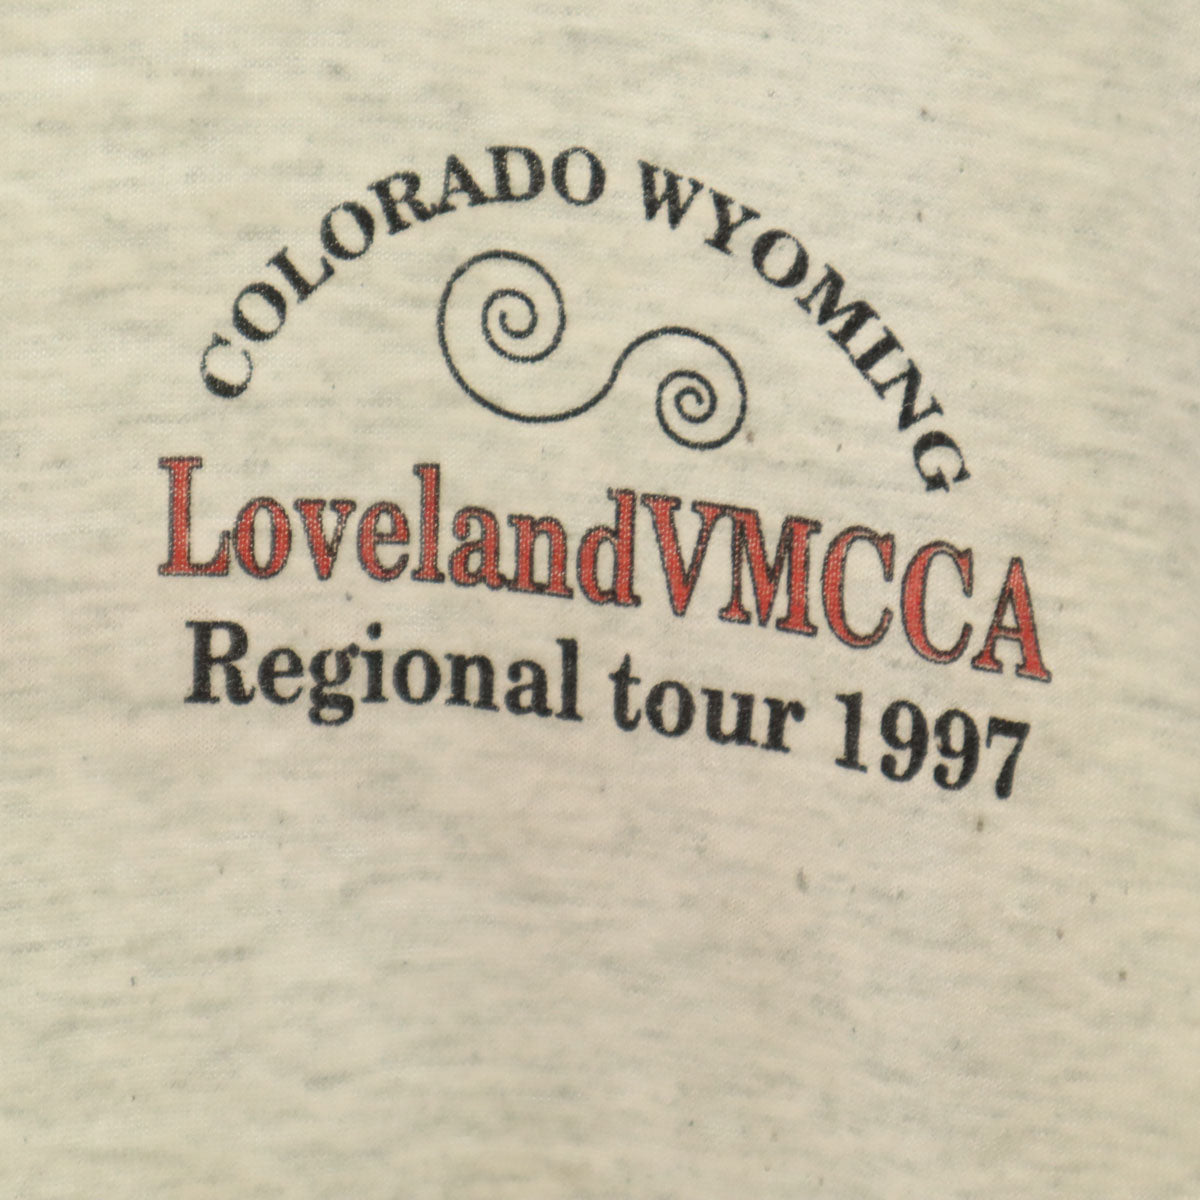 COLORADO WYOMING
LovelandVMCCA
Regional tour 1997